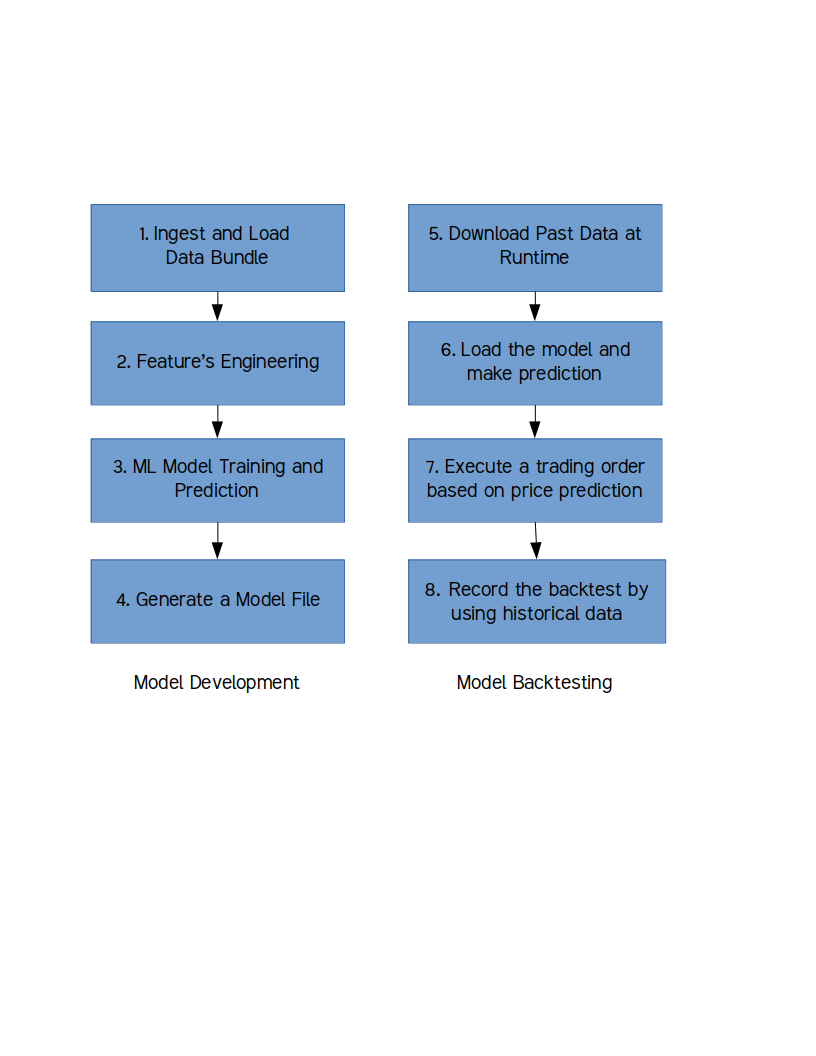 1. Ingest and Load
Data Bundle
2. Feature’s Engineering
3. ML Model Training and
Prediction
4. Generate a Model File
Model Development
5. Download Past Data at
Runtime
6. Load the model and
make prediction
7. Execute a trading order
based on price prediction
8. Record the backtest by
using historical data
Model Backtesting